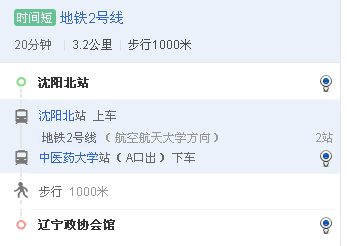 时间短 地铁2号线
20分钟 3.2公里 步行1000米
沈阳北站
沈阳北站 上车
地铁2号线 (航空航天大学方向) 2站
中医药大学站 (A口出) 下车
步行 1000米
辽宁政协会馆